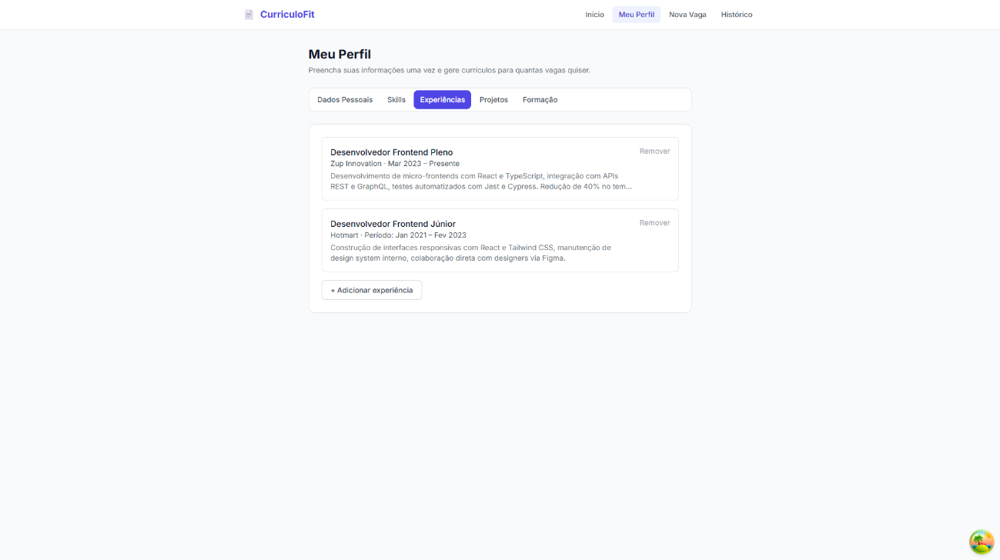 CurriculoFit
Início
Meu Perfil
Nova Vaga
Histórico
Meu Perfil
Preencha suas informações uma vez e gere currículos para quantas vagas quiser.
Dados Pessoais
Skills
Experiências
Projetos
Formação
Desenvolvedor Frontend Pleno
Remover
Zup Innovation · Mar 2023 – Presente
Desenvolvimento de micro-frontends com React e TypeScript, integração com APIs
REST e GraphQL, testes automatizados com Jest e Cypress. Redução de 40% no tem...
Desenvolvedor Frontend Júnior
Remover
Hotmart · Período: Jan 2021 – Fev 2023
Construção de interfaces responsivas com React e Tailwind CSS, manutenção de
design system interno, colaboração direta com designers via Figma.
+ Adicionar experiência